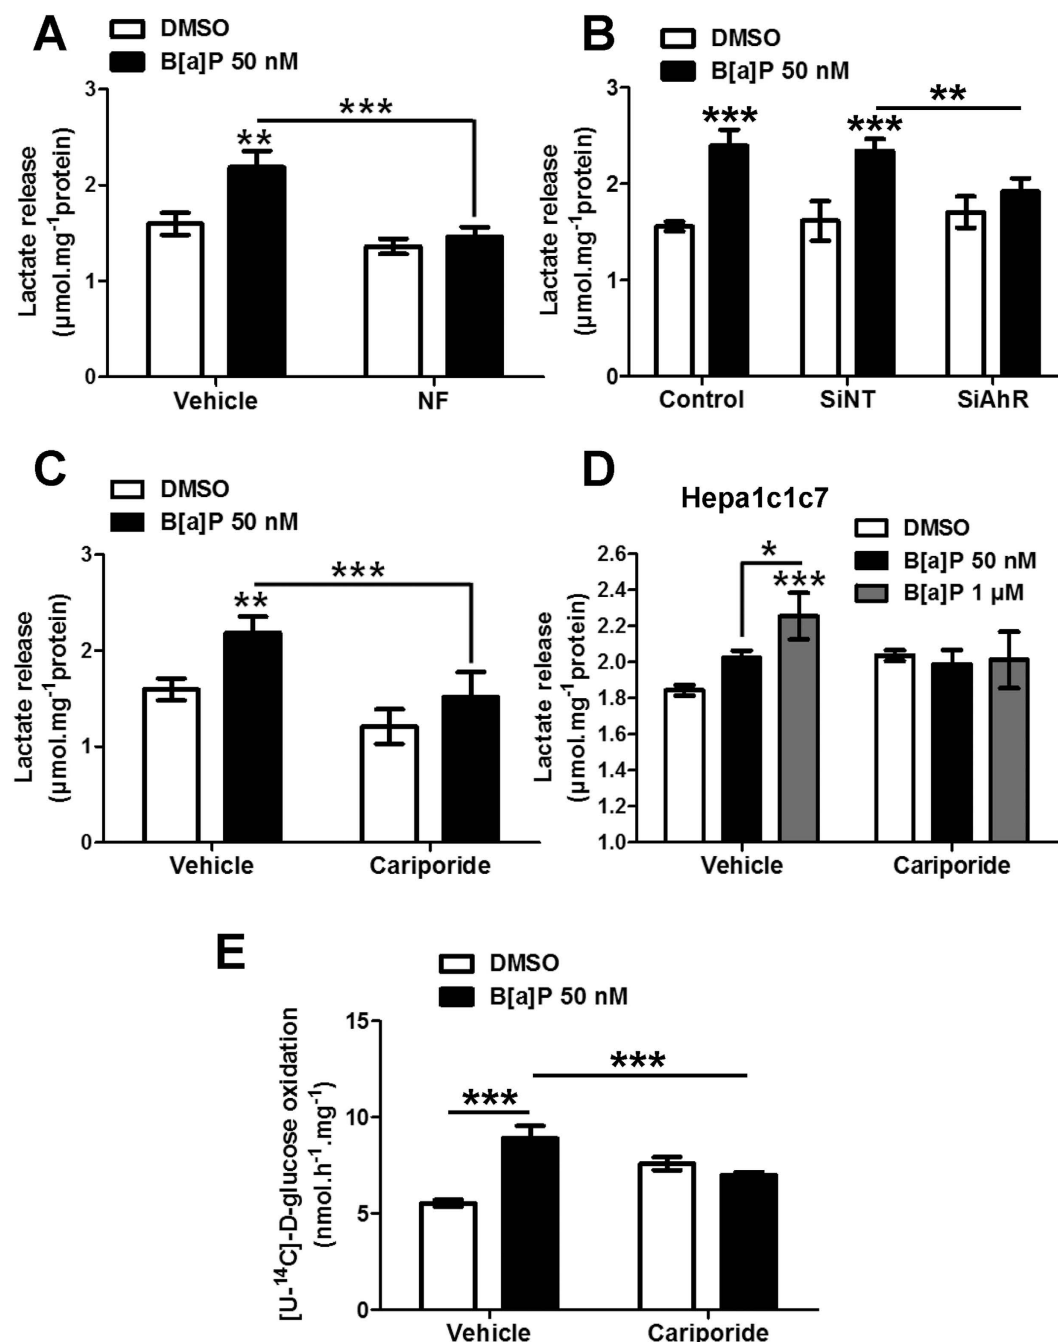 A
DMSO
B[a]P 50 nM
Lactate release
(µmol.mg⁻¹protein)
3
2
1
0
***
**
Vehicle
NF
B
DMSO
B[a]P 50 nM
Lactate release
(µmol.mg⁻¹protein)
3
2
1
0
***
***
**
Control
SiNT
SiAhR
C
DMSO
B[a]P 50 nM
Lactate release
(µmol.mg⁻¹protein)
3
2
1
0
***
**
Vehicle
Cariporide
D
Hepa1c1c7
DMSO
B[a]P 50 nM
B[a]P 1 µM
Lactate release
(µmol.mg⁻¹protein)
2.6
2.4
2.2
2.0
1.8
1.6
1.4
1.2
1.0
*
***
Vehicle
Cariporide
E
DMSO
B[a]P 50 nM
[U-¹⁴C]-D-glucose oxidation
(nmol.h⁻¹.mg⁻¹)
15
10
5
0
***
***
Vehicle
Cariporide